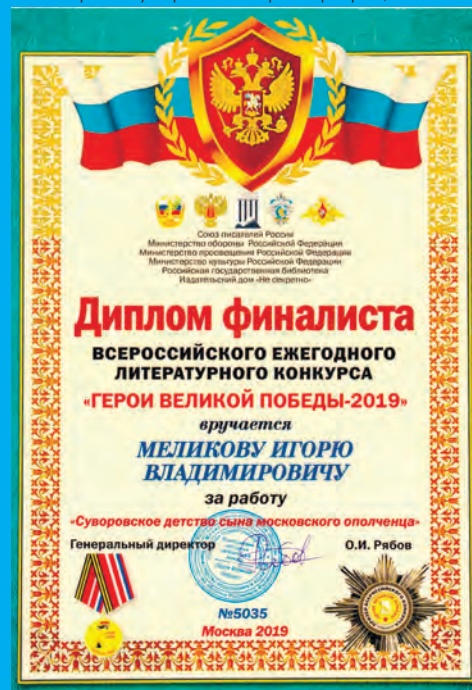 Союз писателей России
Министерство обороны Российской Федерации
Министерство просвещения Российской Федерации
Министерство культуры Российской Федерации
Российская государственная библиотека
Издательский дом «Не секретно»
Диплом финалиста
ВСЕРОССИЙСКОГО ЕЖЕГОДНОГО
ЛИТЕРАТУРНОГО КОНКУРСА
«ГЕРОИ ВЕЛИКОЙ ПОБЕДЫ-2019»
вручается
МЕЛИКОВУ ИГОРЮ
ВЛАДИМИРОВИЧУ
за работу
«Суворовское детство сына московского ополченца»
Генеральный директор О.И. Рябов
№5035
Москва 2019